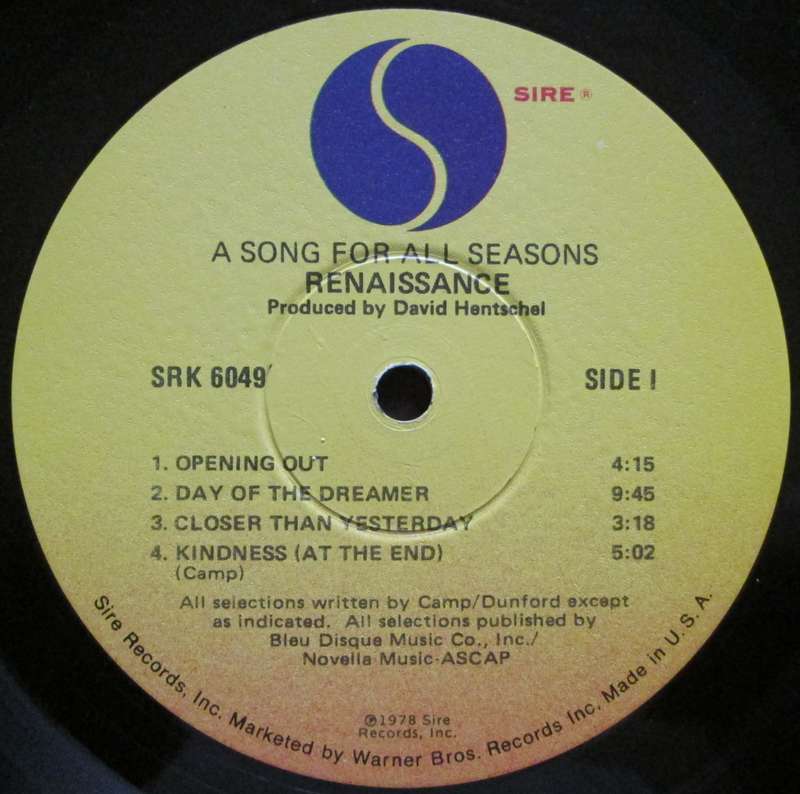 SIRE ®
A SONG FOR ALL SEASONS
RENAISSANCE
Produced by David Hentschel
SRK 6049
SIDE I
1. OPENING OUT 4:15
2. DAY OF THE DREAMER 9:45
3. CLOSER THAN YESTERDAY 3:18
4. KINDNESS (AT THE END) 5:02
(Camp)
All selections written by Camp/Dunford except
as indicated. All selections published by
Bleu Disque Music Co., Inc./
Novella Music-ASCAP
℗1978 Sire
Records, Inc.
Sire Records, Inc. Marketed by Warner Bros. Records Inc. Made in U.S.A.